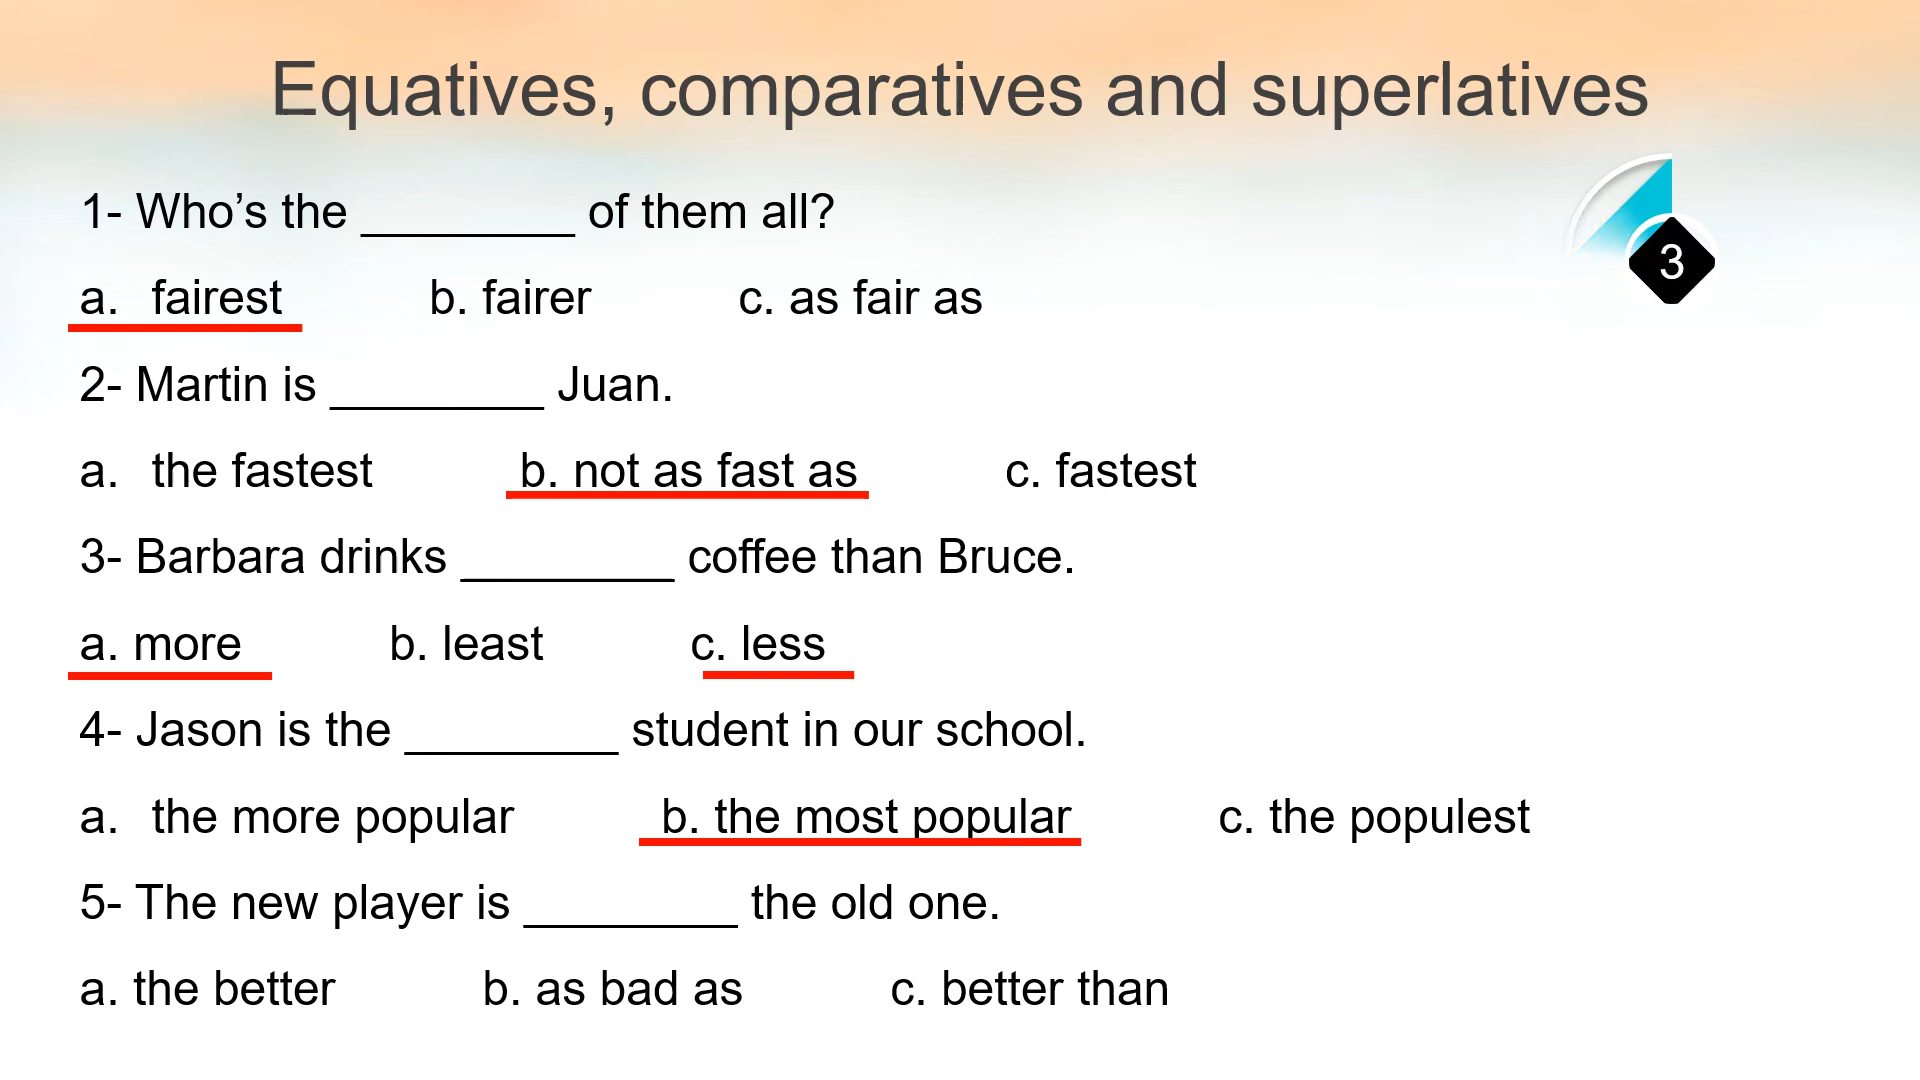 Equatives, comparatives and superlatives
3
1- Who’s the ________ of them all?
a. fairest b. fairer c. as fair as
2- Martin is ________ Juan.
a. the fastest b. not as fast as c. fastest
3- Barbara drinks ________ coffee than Bruce.
a. more b. least c. less
4- Jason is the ________ student in our school.
a. the more popular b. the most popular c. the populest
5- The new player is ________ the old one.
a. the better b. as bad as c. better than